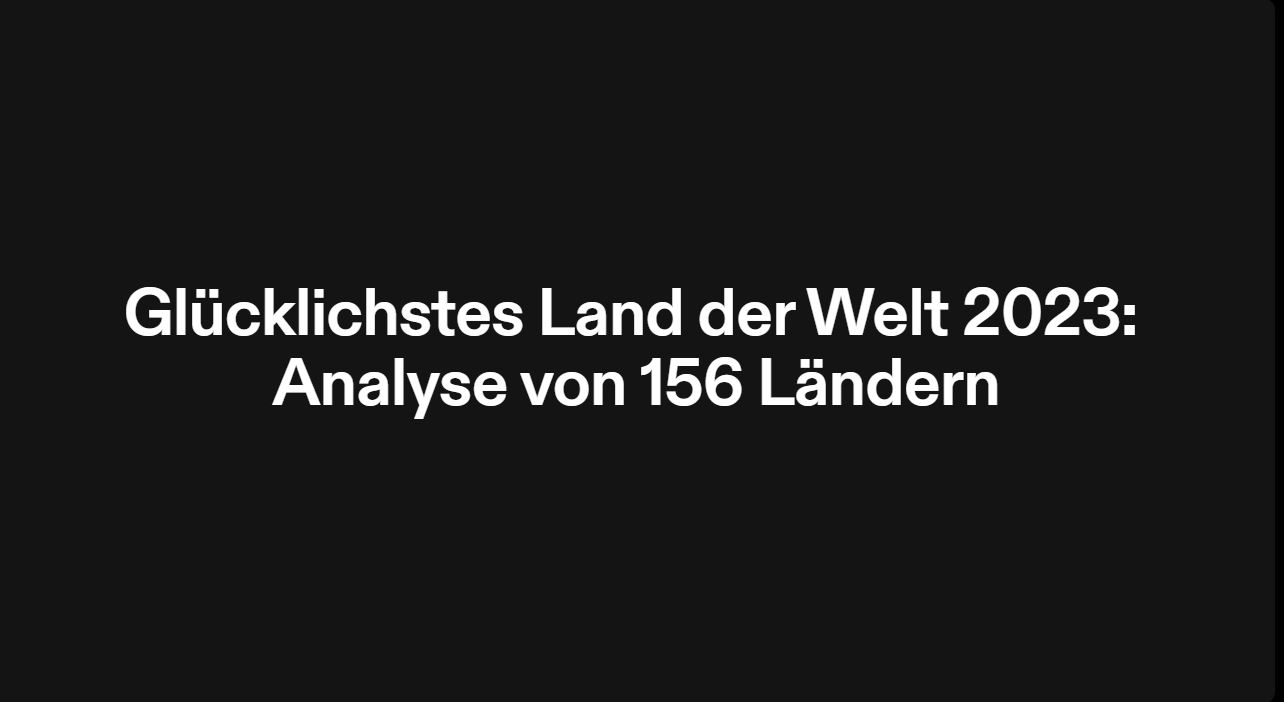 Glücklichstes Land der Welt 2023:
Analyse von 156 Ländern